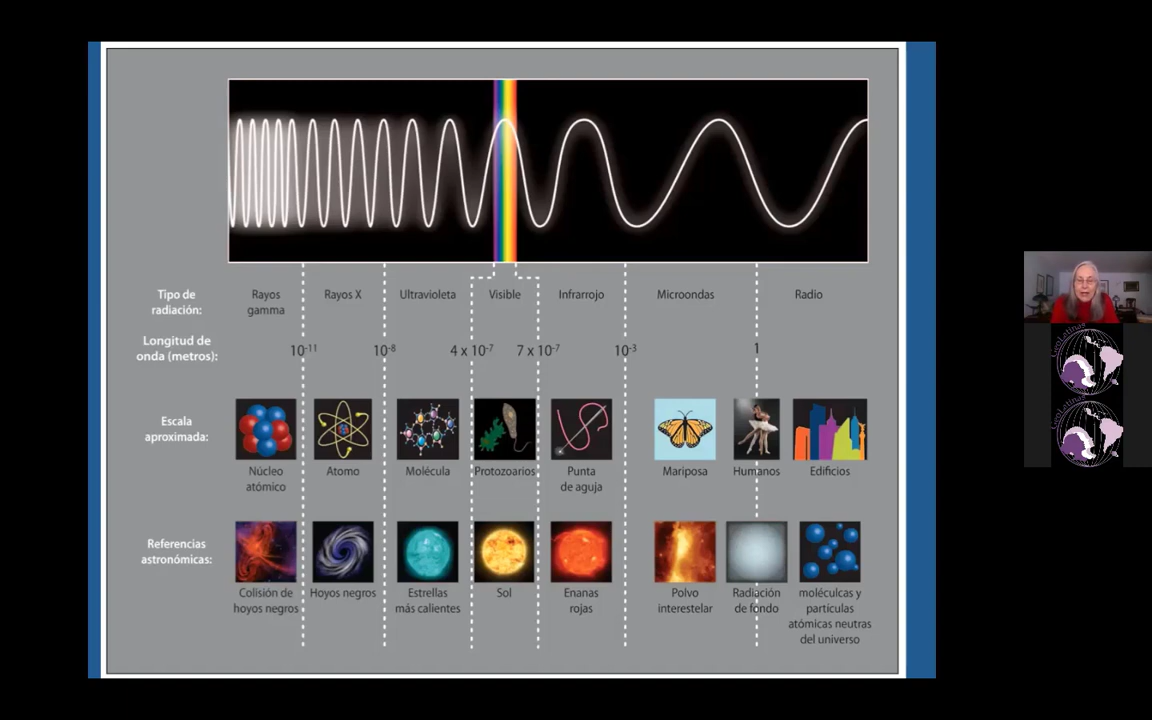 Tipo de
radiación:
Rayos
gamma
Rayos X
Ultravioleta
Visible
Infrarrojo
Microondas
Radio
Longitud de
onda (metros):
10-11
10-8
4 x 10-7
7 x 10-7
10-3
1
Escala
aproximada:
Núcleo
atómico
Atomo
Molécula
Protozoarios
Punta
de aguja
Mariposa
Humanos
Edificios
Referencias
astronómicas:
Colisión de
hoyos negros
Hoyos negros
Estrellas
más calientes
Sol
Enanas
rojas
Polvo
interestelar
Radiación
de fondo
moléculcas y
partículas
atómicas neutras
del universo
GeoLatinas
GeoLatinas